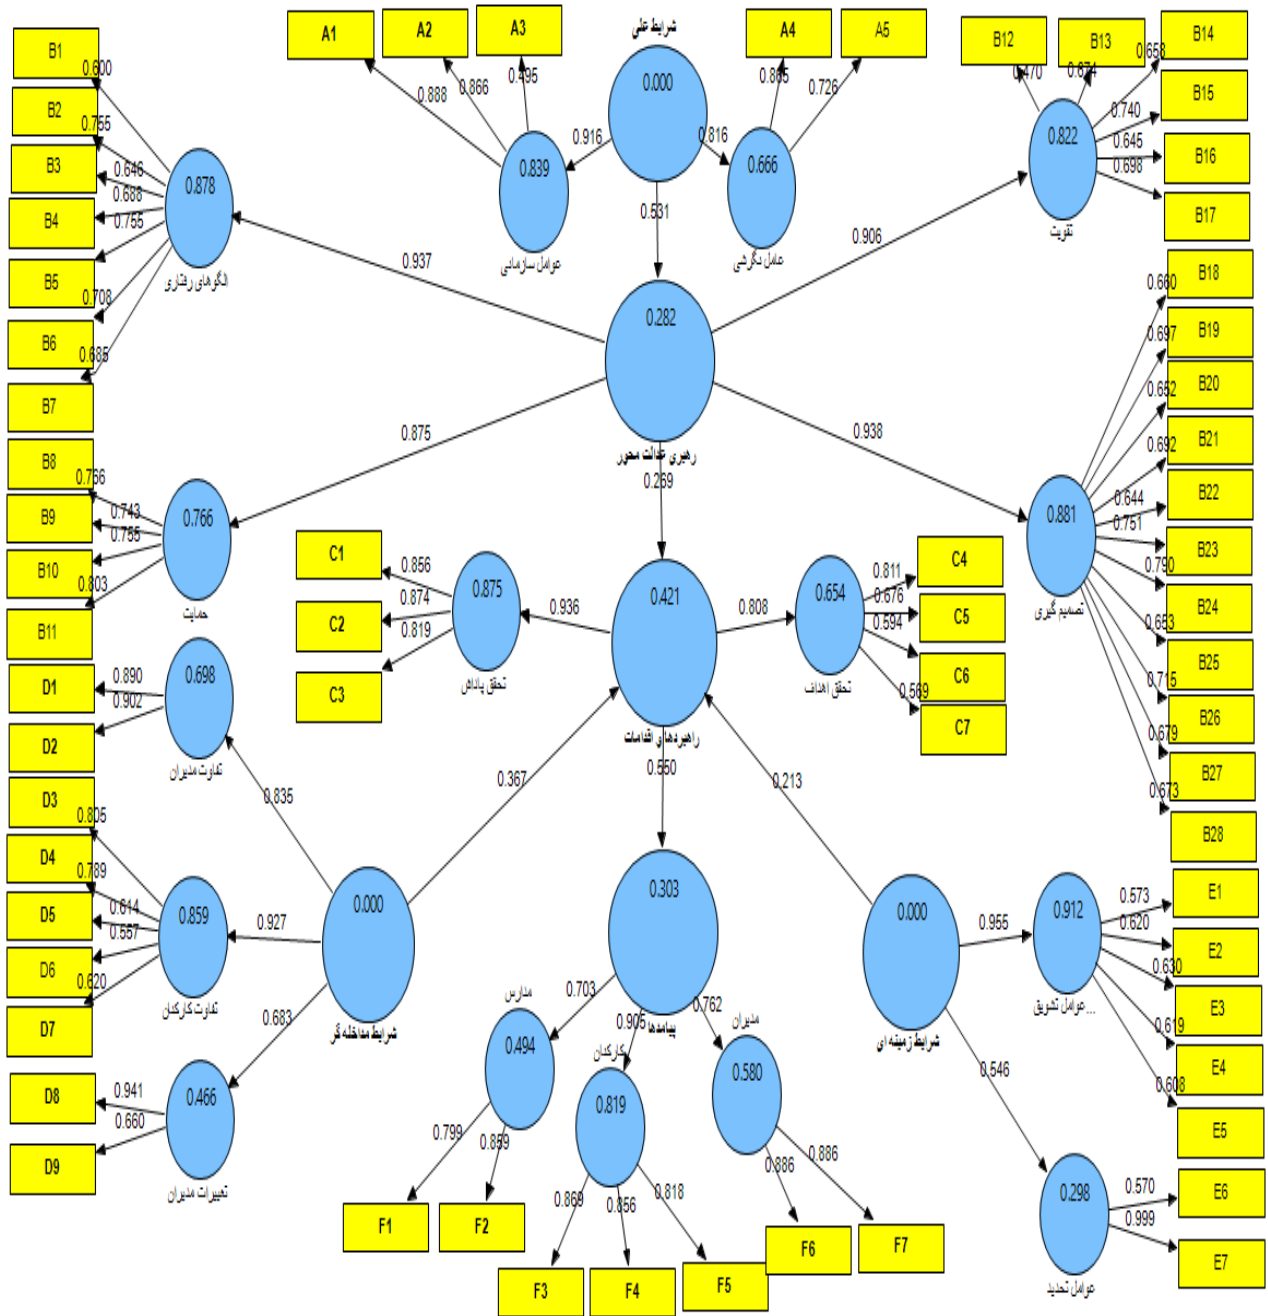 شرایط علی
0.000
A1
A2
A3
A4
A5
0.888
0.866
0.495
0.865
0.726
0.916
0.816
0.839
عوامل سازمانی
0.666
عامل نگرشی
0.531
B1
B2
B3
B4
B5
B6
B7
0.600
0.755
0.646
0.688
0.755
0.708
0.685
0.878
الگوهای رفتاری
0.937
B12
B13
B14
B15
B16
B17
0.470
0.674
0.658
0.740
0.645
0.698
0.822
تقویت
0.906
0.282
رهبری عدالت محور
0.875
0.938
0.269
B8
B9
B10
B11
0.766
0.743
0.755
0.803
0.766
حمایت
B18
B19
B20
B21
B22
B23
B24
B25
B26
B27
B28
0.660
0.697
0.652
0.692
0.644
0.751
0.790
0.653
0.715
0.679
0.673
0.881
تصمیم گیری
C1
C2
C3
0.856
0.874
0.819
0.875
تحقق پاداش
0.936
0.421
راهبردها و اقدامات
0.808
0.654
تحقق اهداف
C4
C5
C6
C7
0.811
0.676
0.594
0.569
0.550
D1
D2
0.890
0.902
0.698
تفاوت مدیران
0.835
0.367
0.213
D3
D4
D5
D6
D7
0.805
0.789
0.614
0.557
0.620
0.859
تفاوت کارکنان
0.927
0.000
شرایط مداخله گر
0.683
D8
D9
0.941
0.660
0.466
تغییرات مدیران
0.303
پیامدها
0.703
0.905
0.762
مدارس
0.494
کارکنان
0.819
مدیران
0.580
0.799
0.859
0.869
0.856
0.818
0.886
0.886
F1
F2
F3
F4
F5
F6
F7
0.000
شرایط زمینه ای
0.955
0.546
0.912
عوامل تشویق...
E1
E2
E3
E4
E5
0.573
0.620
0.630
0.619
0.608
0.298
عوامل تحدید
E6
E7
0.570
0.999